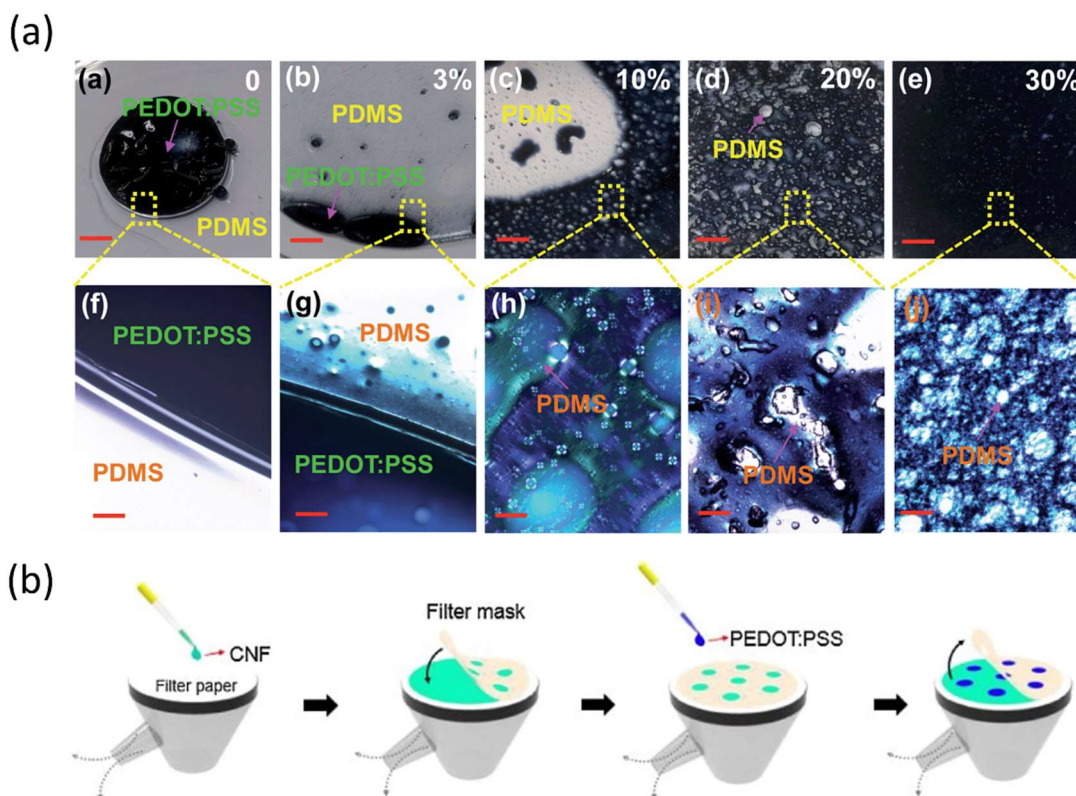 (a)
(a) 0
PEDOT:PSS
PDMS
(b) 3%
PDMS
PEDOT:PSS
(c) 10%
PDMS
(d) 20%
PDMS
(e) 30%
(f)
PEDOT:PSS
PDMS
(g)
PDMS
PEDOT:PSS
(h)
PDMS
(i)
PDMS
(j)
PDMS
(b)
CNF
Filter paper
Filter mask
PEDOT:PSS